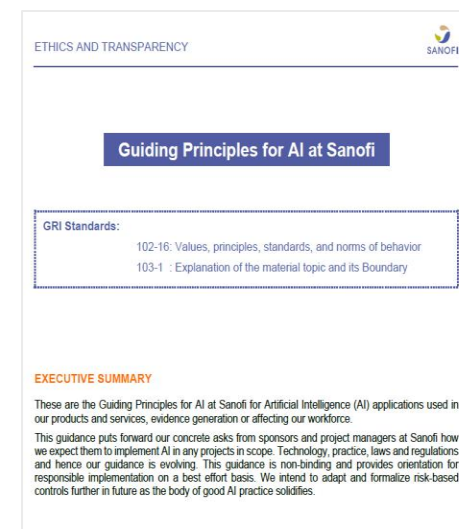 ETHICS AND TRANSPARENCY
SANOFI
Guiding Principles for AI at Sanofi
GRI Standards:
102-16: Values, principles, standards, and norms of behavior
103-1 : Explanation of the material topic and its Boundary
EXECUTIVE SUMMARY
These are the Guiding Principles for AI at Sanofi for Artificial Intelligence (AI) applications used in
our products and services, evidence generation or affecting our workforce.
This guidance puts forward our concrete asks from sponsors and project managers at Sanofi how
we expect them to implement AI in any projects in scope. Technology, practice, laws and regulations
and hence our guidance is evolving. This guidance is non-binding and provides orientation for
responsible implementation on a best effort basis. We intend to adapt and formalize risk-based
controls further in future as the body of good AI practice solidifies.